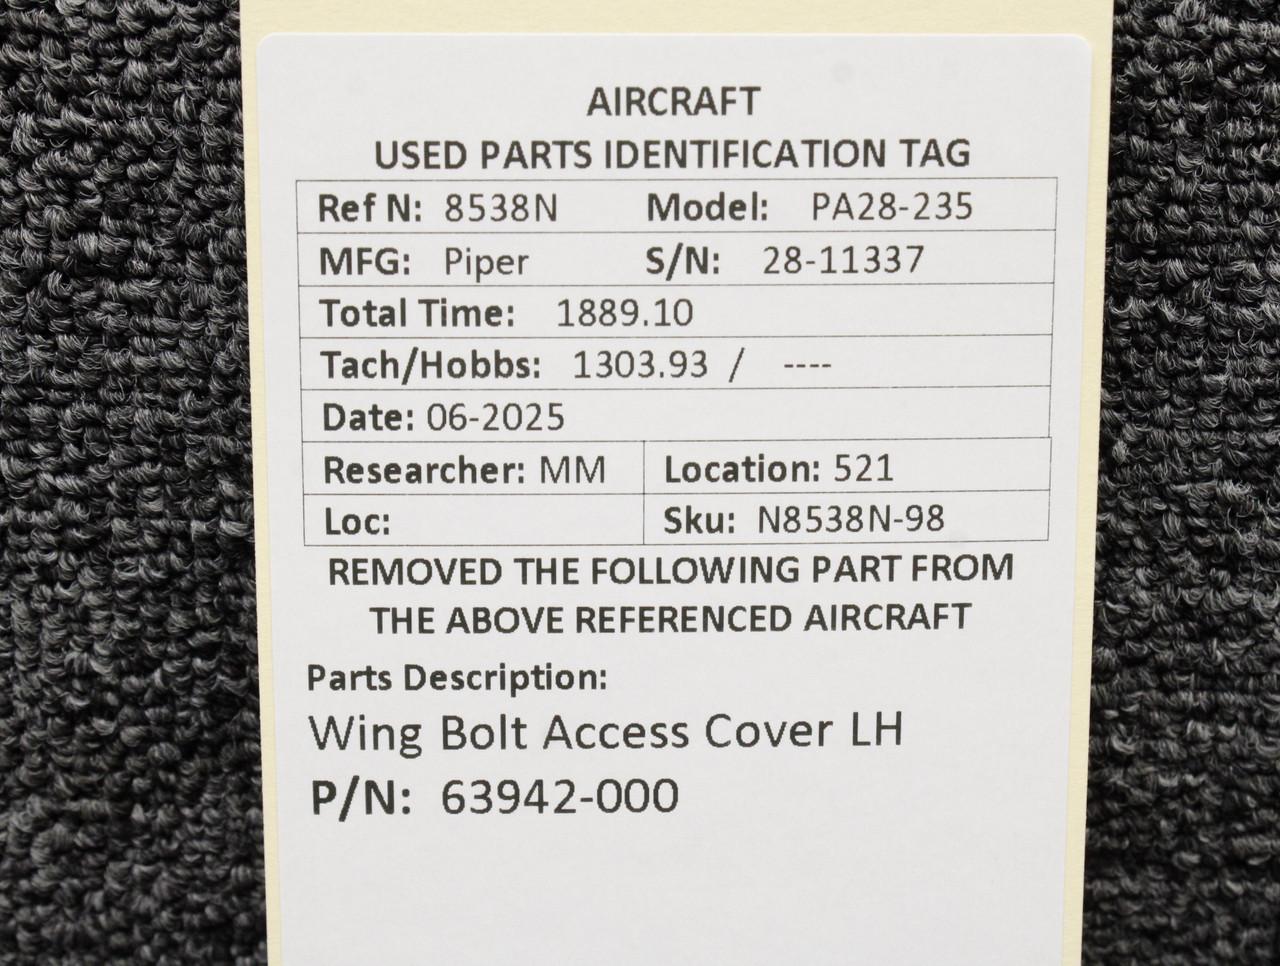 AIRCRAFT
USED PARTS IDENTIFICATION TAG
Ref N: 8538N Model: PA28-235
MFG: Piper S/N: 28-11337
Total Time: 1889.10
Tach/Hobbs: 1303.93 / ----
Date: 06-2025
Researcher: MM Location: 521
Loc: Sku: N8538N-98
REMOVED THE FOLLOWING PART FROM
THE ABOVE REFERENCED AIRCRAFT
Parts Description:
Wing Bolt Access Cover LH
P/N: 63942-000